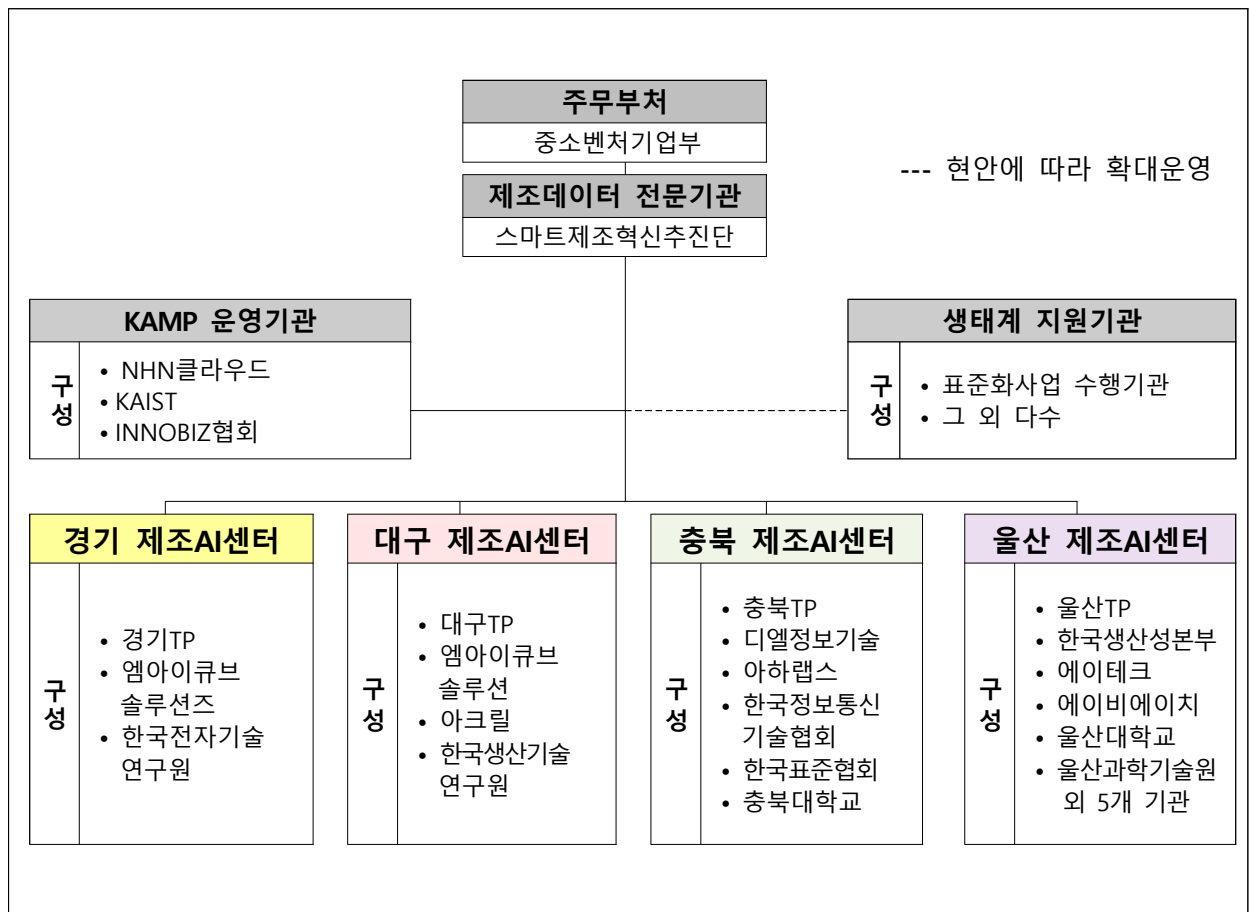 주무부처
중소벤처기업부
--- 현안에 따라 확대운영
제조데이터 전문기관
스마트제조혁신추진단
KAMP 운영기관
구성
• NHN클라우드
• KAIST
• INNOBIZ협회
생태계 지원기관
구성
• 표준화사업 수행기관
• 그 외 다수
경기 제조AI센터
구성
• 경기TP
• 엠아이큐브
솔루션즈
• 한국전자기술
연구원
대구 제조AI센터
구성
• 대구TP
• 엠아이큐브
솔루션
• 아크릴
• 한국생산기술
연구원
충북 제조AI센터
구성
• 충북TP
• 디엘정보기술
• 아하랩스
• 한국정보통신
기술협회
• 한국표준협회
• 충북대학교
울산 제조AI센터
구성
• 울산TP
• 한국생산성본부
• 에이테크
• 에이비에이치
• 울산대학교
• 울산과학기술원
외 5개 기관